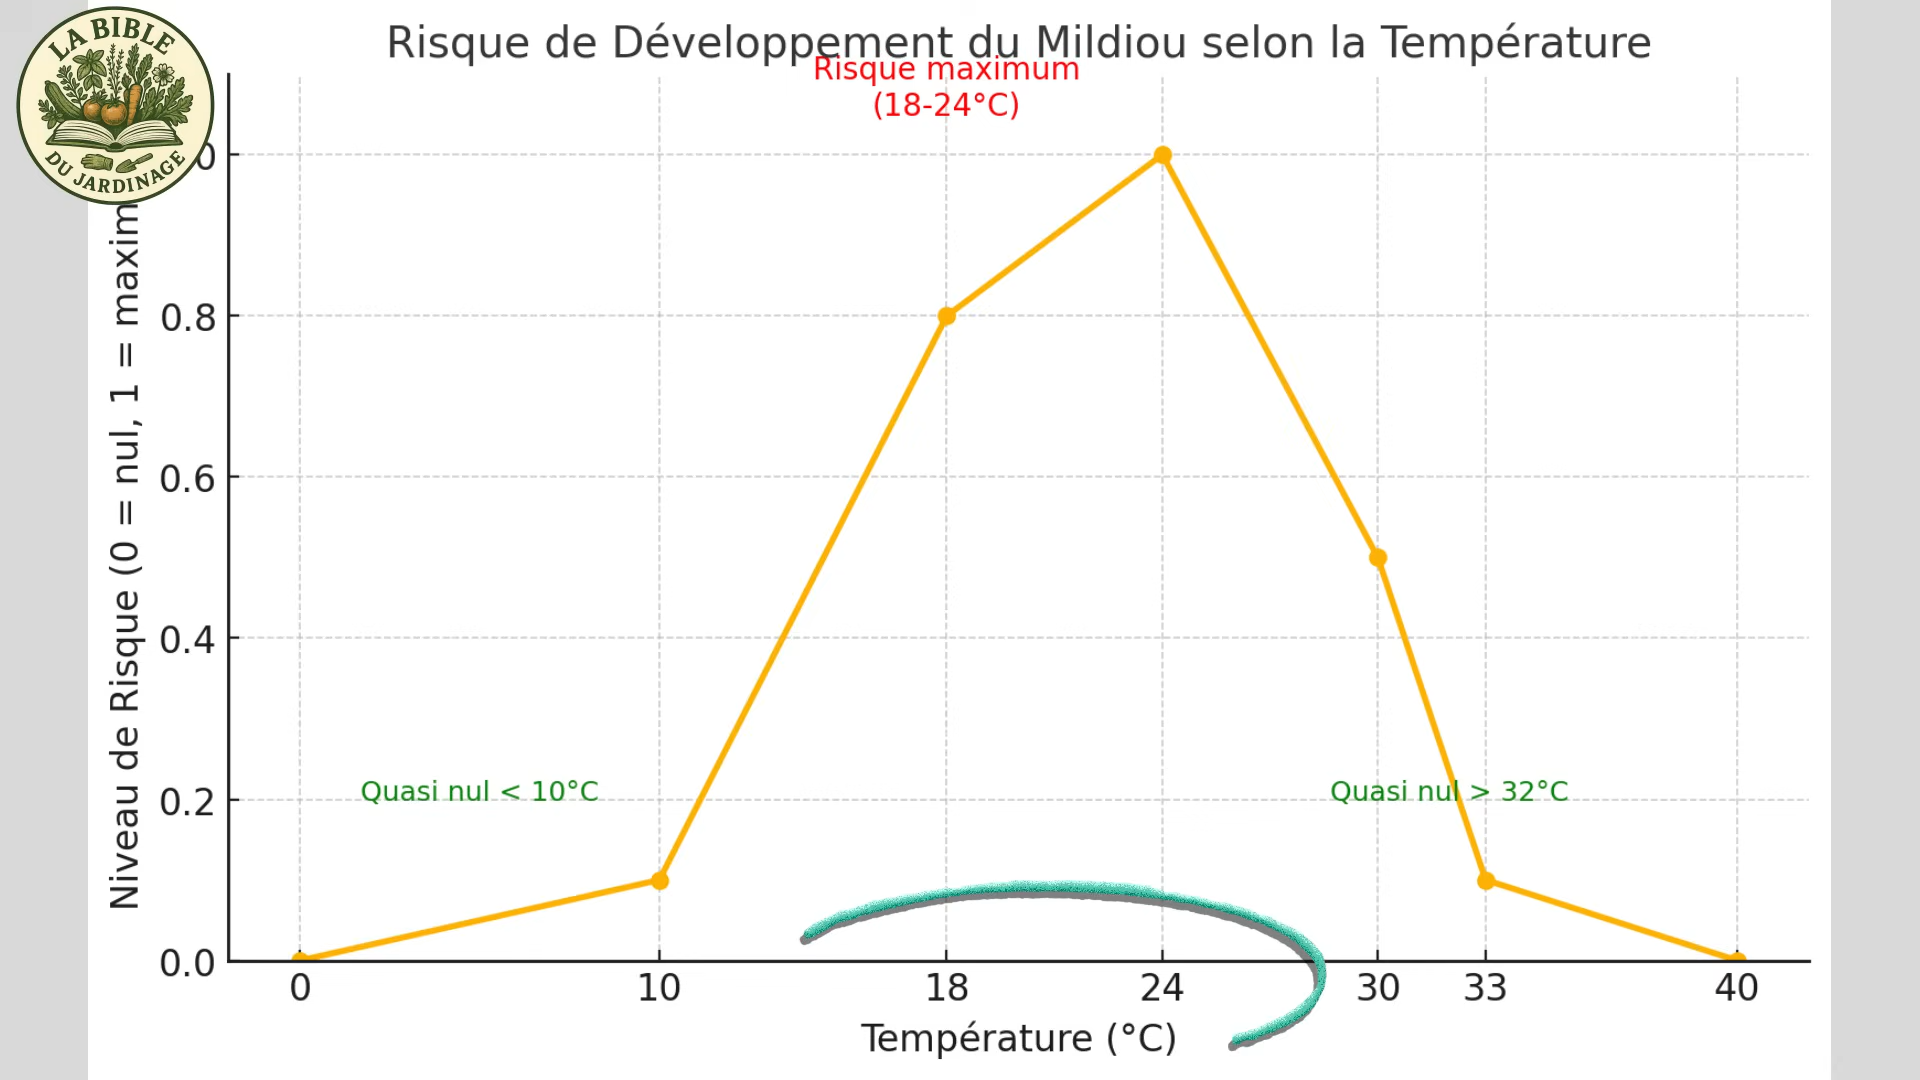 LA BIBLE
DU JARDINAGE
Risque de Développement du Mildiou selon la Température
Risque maximum
(18-24°C)
Niveau de Risque (0 = nul, 1 = maxim
0
0.8
0.6
0.4
0.2
0.0
Quasi nul < 10°C
Quasi nul > 32°C
0 10 18 24 30 33 40
Température (°C)